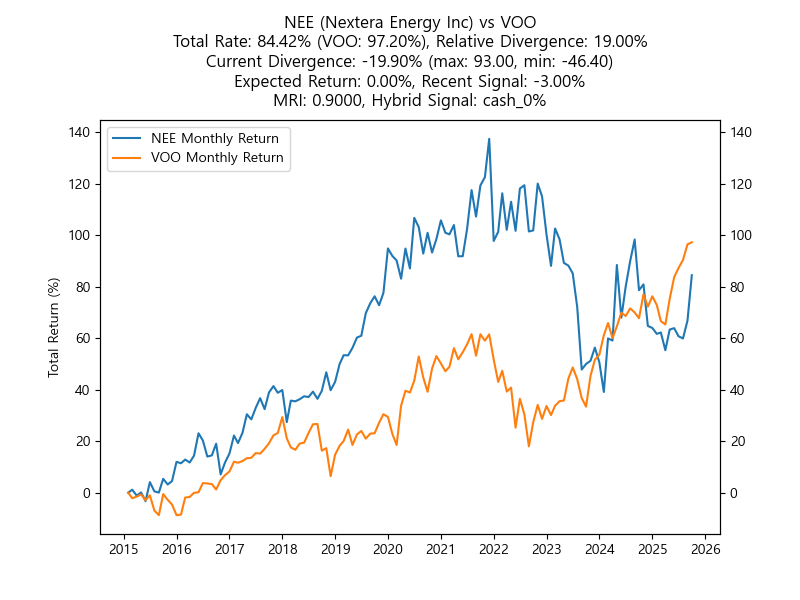 NEE (Nextera Energy Inc) vs VOO
Total Rate: 84.42% (VOO: 97.20%), Relative Divergence: 19.00%
Current Divergence: -19.90% (max: 93.00, min: -46.40)
Expected Return: 0.00%, Recent Signal: -3.00%
MRI: 0.9000, Hybrid Signal: cash_0%
NEE Monthly Return
VOO Monthly Return
Total Return (%)
140
120
100
80
60
40
20
0
140
120
100
80
60
40
20
0
2015 2016 2017 2018 2019 2020 2021 2022 2023 2024 2025 2026